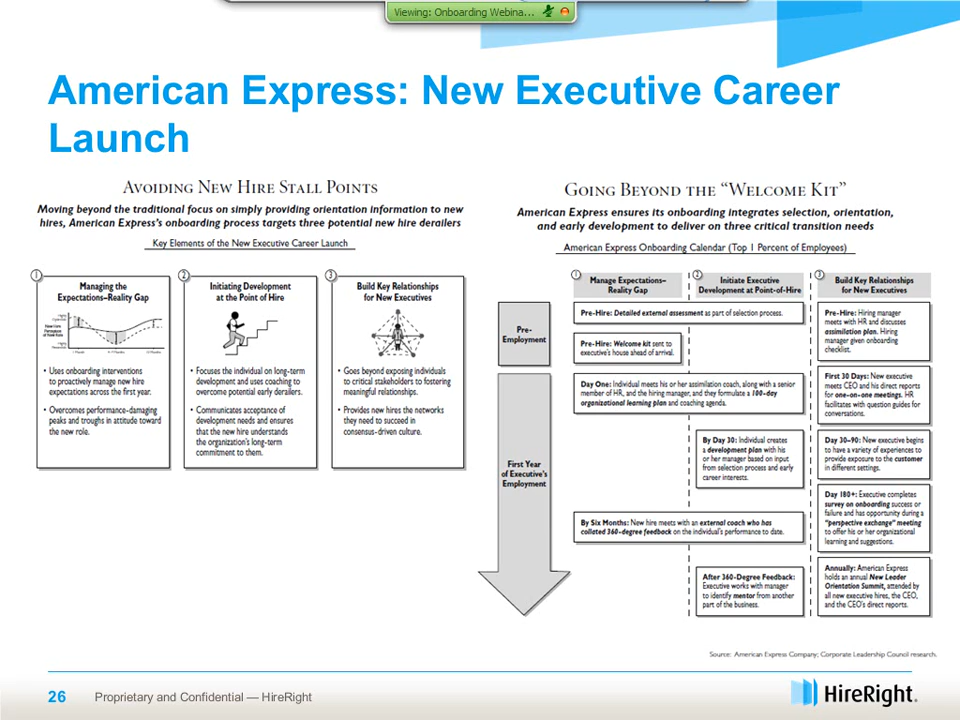 Viewing: Onboarding Webina...
American Express: New Executive Career
Launch
Avoiding New Hire Stall Points
Moving beyond the traditional focus on simply providing orientation information to new
hires, American Express's onboarding process targets three potential new hire derailers
Key Elements of the New Executive Career Launch
1
Managing the
Expectations–Reality Gap
• Uses onboarding interventions
to proactively manage new hire
expectations across the first year.
• Overcomes performance-damaging
peaks and troughs in attitude toward
the new role.
2
Initiating Development
at the Point of Hire
• Focuses the individual on long-term
development and uses coaching to
overcome potential early derailers.
• Communicates acceptance of
development needs and ensures
that the new hire understands
the organization's long-term
commitment to them.
3
Build Key Relationships
for New Executives
• Goes beyond exposing individuals
to critical stakeholders to fostering
meaningful relationships.
• Provides new hires the networks
they need to succeed in
consensus-driven culture.
Going Beyond the “Welcome Kit”
American Express ensures its onboarding integrates selection, orientation,
and early development to deliver on three critical transition needs
American Express Onboarding Calendar (Top 1 Percent of Employees)
1
Manage Expectations–
Reality Gap
2
Initiate Executive
Development at Point-of-Hire
3
Build Key Relationships
for New Executives
Pre-
Employment
Pre-Hire: Detailed external assessment as part of selection process.
Pre-Hire: Welcome kit sent to
executive's house ahead of arrival.
Pre-Hire: Hiring manager
meets with HR and discusses
assimilation plan. Hiring
manager given onboarding
checklist.
First Year
of Executive's
Employment
Day One: Individual meets his or her assimilation coach, along with a senior
member of HR, and the hiring manager, and they formulate a 100-day
organizational learning plan and coaching agenda.
First 30 Days: New executive
meets CEO and his direct reports
for one-on-one meetings. HR
facilitates with question guides for
conversations.
By Day 30: Individual creates
a development plan with his
or her manager based on input
from selection process and early
career interests.
Day 30–90: New executive begins
to have a variety of experiences to
provide exposure to the customer
in different settings.
By Six Months: New hire meets with an external coach who has
collated 360-degree feedback on the individual's performance to date.
Day 180+: Executive completes
survey on onboarding success or
failure and has opportunity during a
“perspective exchange” meeting
to offer his or her organizational
learning and suggestions.
After 360-Degree Feedback:
Executive works with manager
to identify mentor from another
part of the business.
Annually: American Express
holds an annual New Leader
Orientation Summit, attended by
all new executive hires, the CEO,
and the CEO's direct reports.
Source: American Express Company; Corporate Leadership Council research.
26
Proprietary and Confidential — HireRight
HireRight.